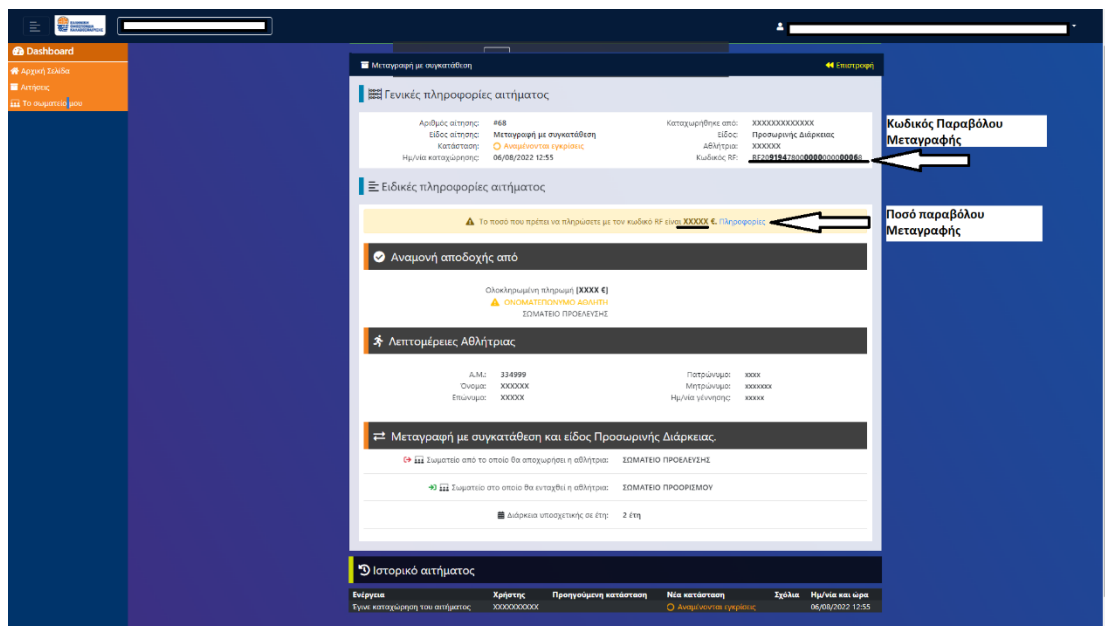 Dashboard
Αρχική Σελίδα
Αιτήσεις
Το σωματείο μου
Μεταγραφή με συγκατάθεση
Επιστροφή
Γενικές πληροφορίες αιτήματος
Αριθμός αίτησης: #68
Είδος αίτησης: Μεταγραφή με συγκατάθεση
Κατάσταση: Αναμένονται εγκρίσεις
Ημ/νία καταχώρησης: 06/08/2022 12:55
Καταχωρήθηκε από: XXXXXXXXXXXXX
Είδος: Προσωρινής Διάρκειας
Αθλήτρια: XXXXXX
Κωδικός RF:
Κωδικός Παραβόλου
Μεταγραφής
Ειδικές πληροφορίες αιτήματος
Το ποσό που πρέπει να πληρώσετε με τον κωδικό RF είναι XXXXX €. Πληροφορίες
Ποσό παραβόλου
Μεταγραφής
Αναμονή αποδοχής από
Ολοκληρωμένη πληρωμή (XXXX €)
ΟΝΟΜΑΤΕΠΩΝΥΜΟ ΑΘΛΗΤΗ
ΣΩΜΑΤΕΙΟ ΠΡΟΕΛΕΥΣΗΣ
Λεπτομέρειες Αθλήτριας
Α.Μ.: 334999
Όνομα: XXXXXX
Επώνυμο: XXXXX
Πατρώνυμο: xxxx
Μητρώνυμο: xxxxxxx
Ημ/νία γέννησης: xxxxx
Μεταγραφή με συγκατάθεση και είδος Προσωρινής Διάρκειας.
Σωματείο από το οποίο θα αποχωρήσει η αθλήτρια: ΣΩΜΑΤΕΙΟ ΠΡΟΕΛΕΥΣΗΣ
Σωματείο στο οποίο θα ενταχθεί η αθλήτρια: ΣΩΜΑΤΕΙΟ ΠΡΟΟΡΙΣΜΟΥ
Διάρκεια υποσχετικής σε έτη: 2 έτη
Ιστορικό αιτήματος
Ενέργεια Χρήστης Προηγούμενη κατάσταση Νέα κατάσταση Σχόλια Ημ/νία και ώρα
Έγινε καταχώρηση του αιτήματος XXXXXXXXXX Αναμένονται εγκρίσεις 06/08/2022 12:55